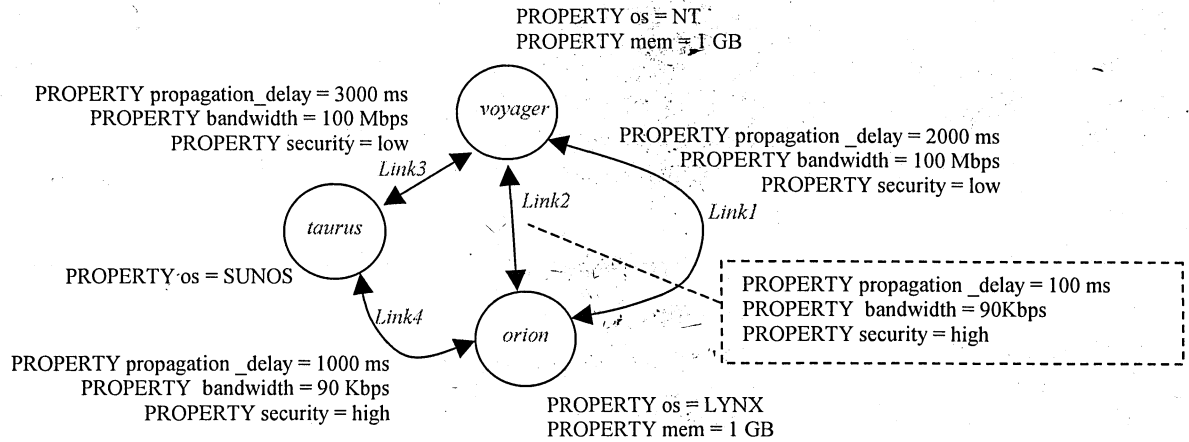 PROPERTY os = NT
PROPERTY mem = 1 GB
PROPERTY propagation_delay = 3000 ms
PROPERTY bandwidth = 100 Mbps
PROPERTY security = low
voyager
PROPERTY propagation _delay = 2000 ms
PROPERTY bandwidth = 100 Mbps
PROPERTY security = low
Link3
Link2
Link1
taurus
PROPERTY os = SUNOS
PROPERTY propagation _delay = 100 ms
PROPERTY bandwidth = 90Kbps
PROPERTY security = high
Link4
orion
PROPERTY propagation _delay = 1000 ms
PROPERTY bandwidth = 90 Kbps
PROPERTY security = high
PROPERTY os = LYNX
PROPERTY mem = 1 GB